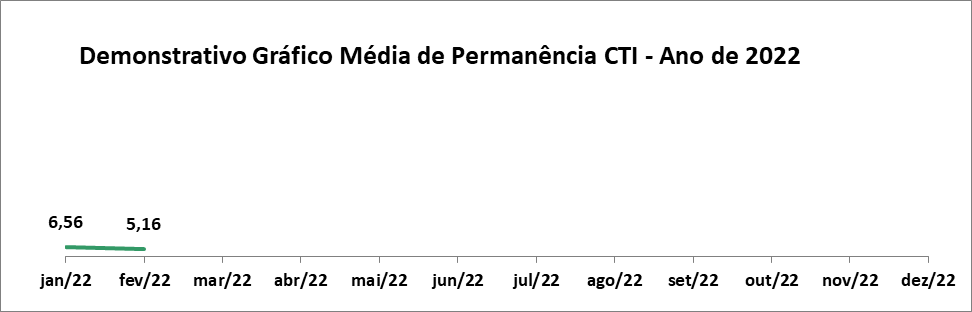 Demonstrativo Gráfico Média de Permanência CTI - Ano de 2022
6,56 5,16
jan/22 fev/22 mar/22 abr/22 mai/22 jun/22 jul/22 ago/22 set/22 out/22 nov/22 dez/22